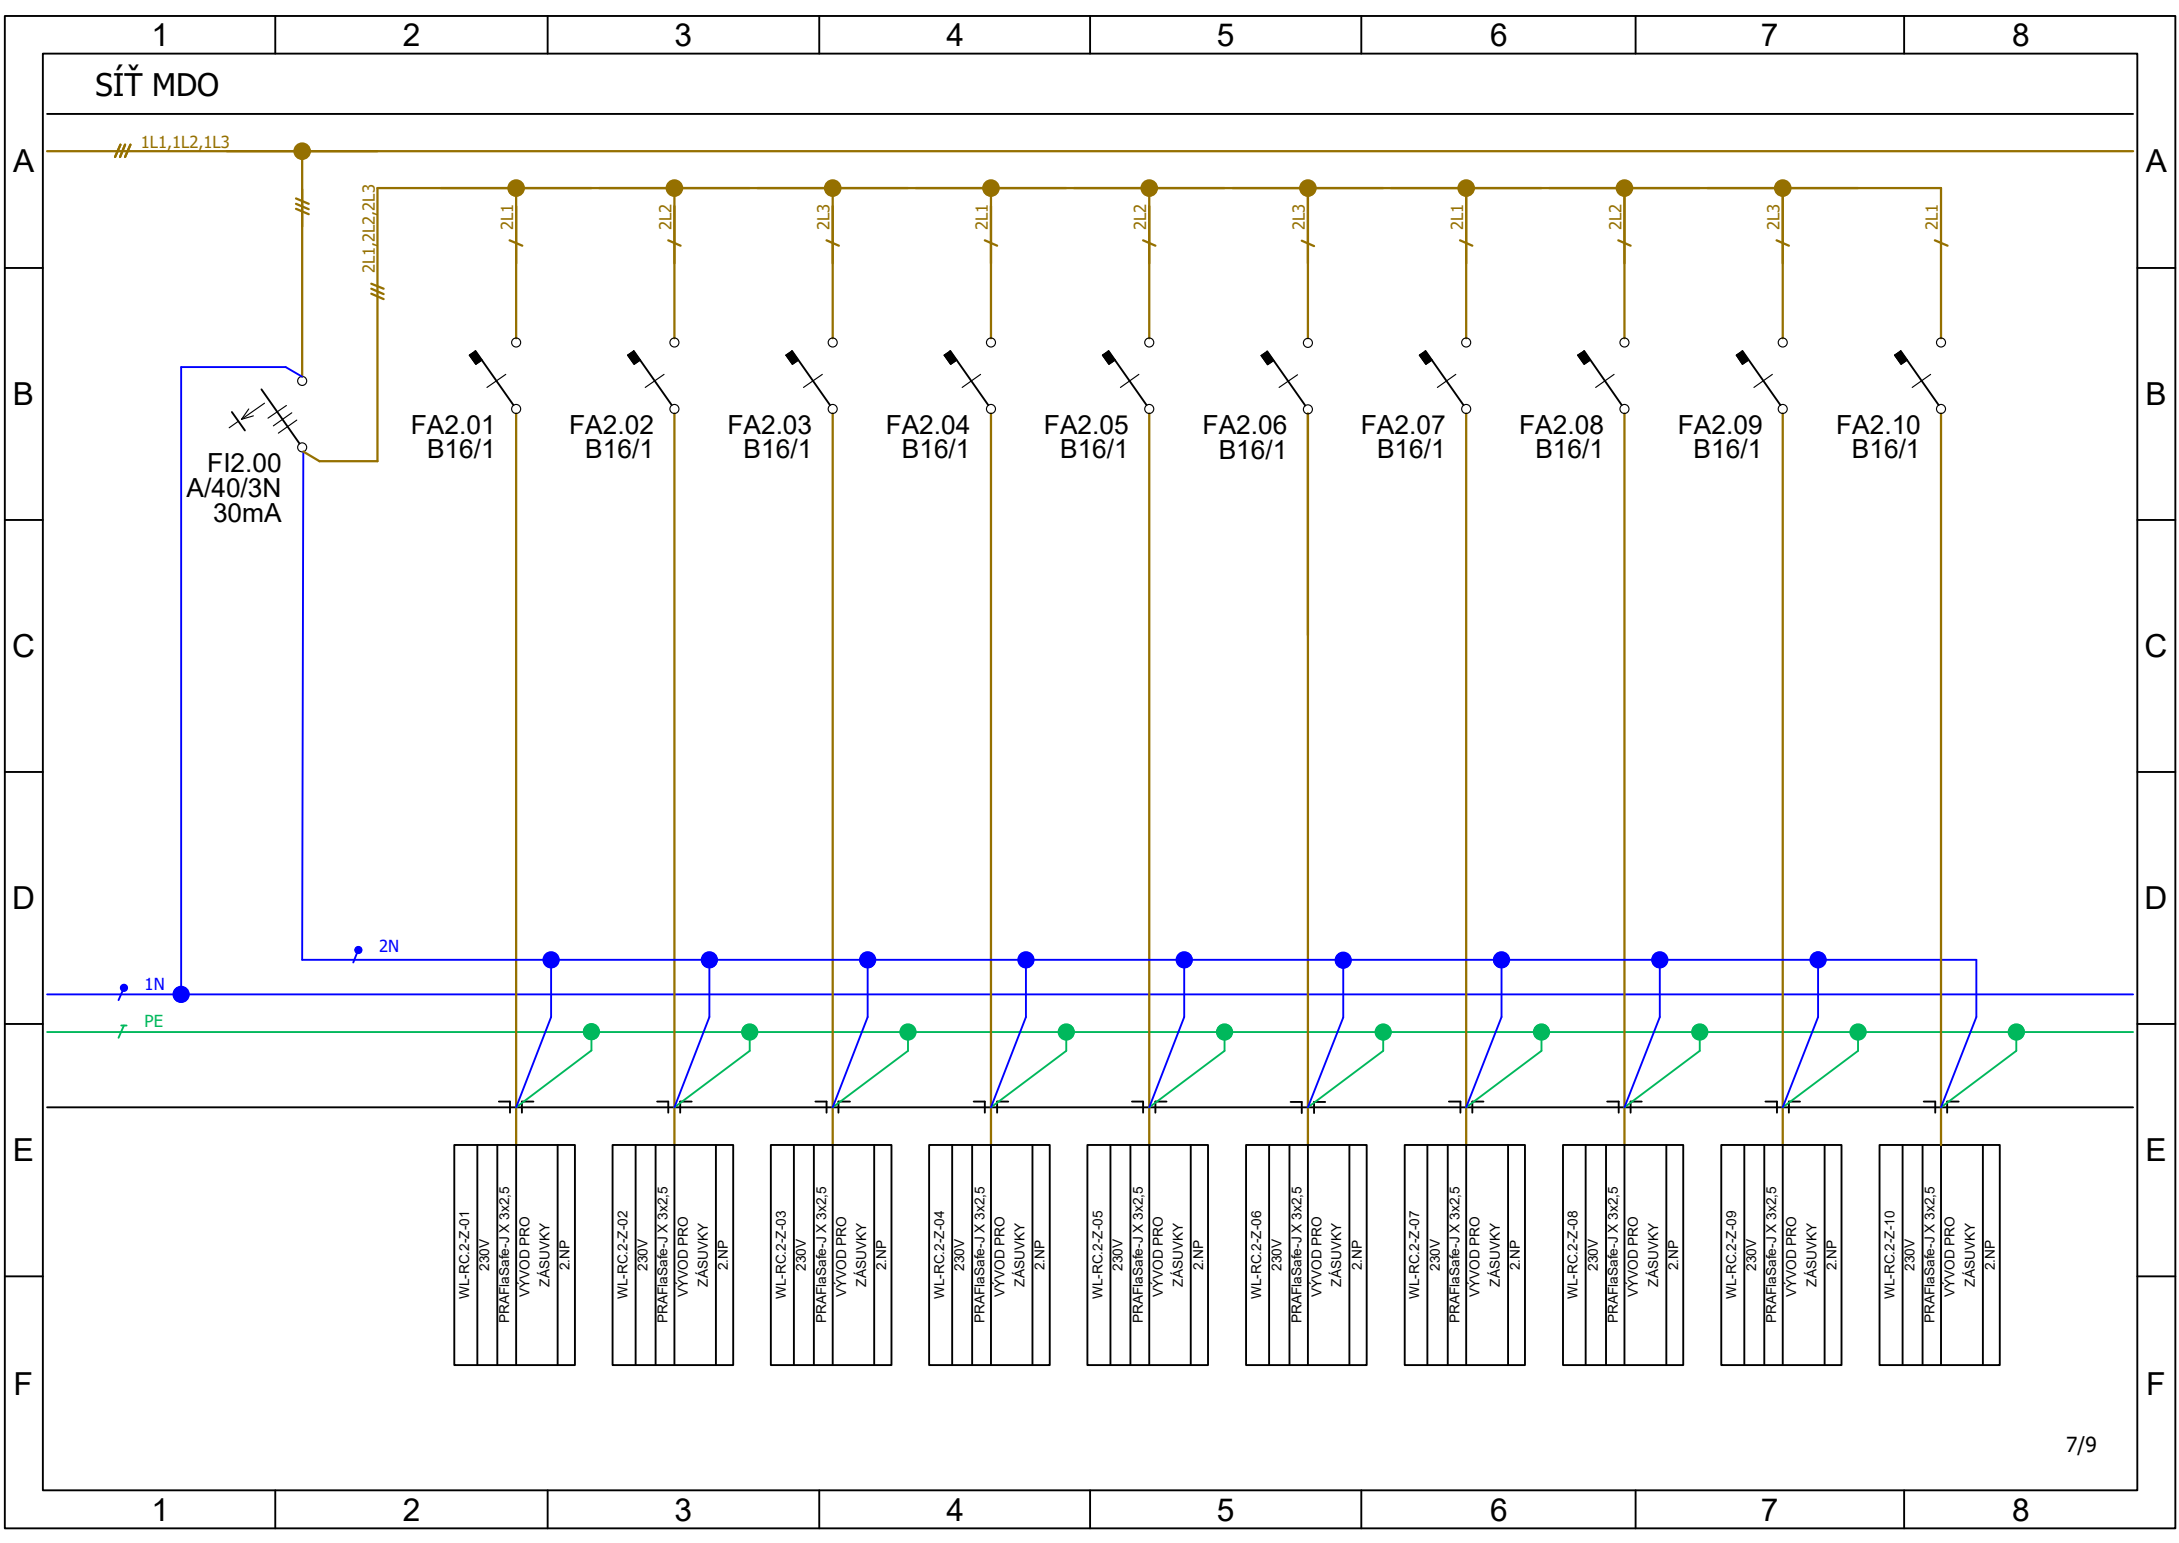 1 2 3 4 5 6 7 8
SÍŤ MDO
A A
1L1,1L2,1L3
2L1,2L2,2L3
2L1 2L2 2L3 2L1 2L2 2L3 2L1 2L2 2L3 2L1
B B
FI2.00
A/40/3N
30mA
FA2.01
B16/1
FA2.02
B16/1
FA2.03
B16/1
FA2.04
B16/1
FA2.05
B16/1
FA2.06
B16/1
FA2.07
B16/1
FA2.08
B16/1
FA2.09
B16/1
FA2.10
B16/1
C C
D D
2N
1N
PE
E E
WL-RC.2-Z-01
230V
PRAFlaSafe-J X 3x2,5
VÝVOD PRO
ZÁSUVKY
2.NP
WL-RC.2-Z-02
230V
PRAFlaSafe-J X 3x2,5
VÝVOD PRO
ZÁSUVKY
2.NP
WL-RC.2-Z-03
230V
PRAFlaSafe-J X 3x2,5
VÝVOD PRO
ZÁSUVKY
2.NP
WL-RC.2-Z-04
230V
PRAFlaSafe-J X 3x2,5
VÝVOD PRO
ZÁSUVKY
2.NP
WL-RC.2-Z-05
230V
PRAFlaSafe-J X 3x2,5
VÝVOD PRO
ZÁSUVKY
2.NP
WL-RC.2-Z-06
230V
PRAFlaSafe-J X 3x2,5
VÝVOD PRO
ZÁSUVKY
2.NP
WL-RC.2-Z-07
230V
PRAFlaSafe-J X 3x2,5
VÝVOD PRO
ZÁSUVKY
2.NP
WL-RC.2-Z-08
230V
PRAFlaSafe-J X 3x2,5
VÝVOD PRO
ZÁSUVKY
2.NP
WL-RC.2-Z-09
230V
PRAFlaSafe-J X 3x2,5
VÝVOD PRO
ZÁSUVKY
2.NP
WL-RC.2-Z-10
230V
PRAFlaSafe-J X 3x2,5
VÝVOD PRO
ZÁSUVKY
2.NP
F F
7/9
1 2 3 4 5 6 7 8